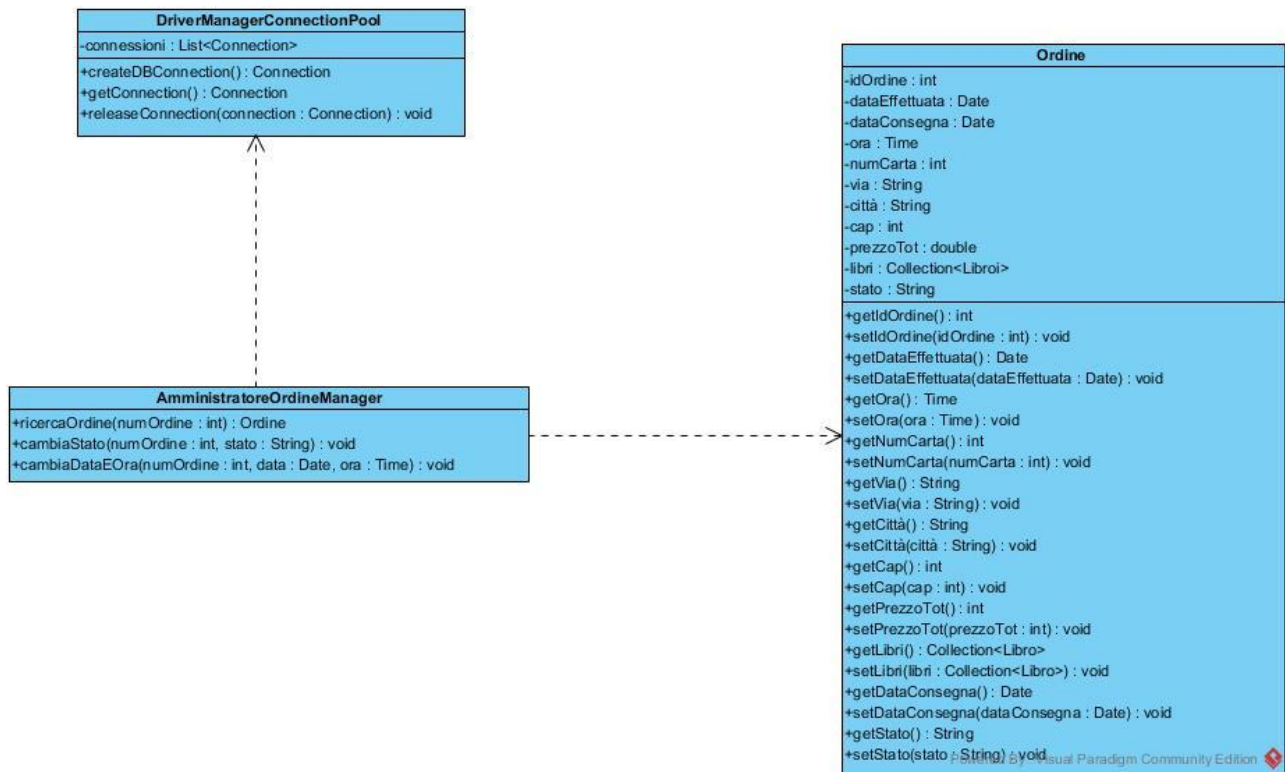 DriverManagerConnectionPool
-connessioni : List<Connection>
+createDBConnection() : Connection
+getConnection() : Connection
+releaseConnection(connection : Connection) : void
AmministratoreOrdineManager
+ricercaOrdine(numOrdine : int) : Ordine
+cambiaStato(numOrdine : int, stato : String) : void
+cambiaDataEOra(numOrdine : int, data : Date, ora : Time) : void
Ordine
-idOrdine : int
-dataEffettuata : Date
-dataConsegna : Date
-ora : Time
-numCarta : int
-via : String
-città : String
-cap : int
-prezzoTot : double
-libri : Collection<Libroi>
-stato : String
+getIdOrdine() : int
+setIdOrdine(idOrdine : int) : void
+getDataEffettuata() : Date
+setDataEffettuata(dataEffettuata : Date) : void
+getOra() : Time
+setOra(ora : Time) : void
+getNumCarta() : int
+setNumCarta(numCarta : int) : void
+getVia() : String
+setVia(via : String) : void
+getCittà() : String
+setCittà(città : String) : void
+getCap() : int
+setCap(cap : int) : void
+getPrezzoTot() : int
+setPrezzoTot(prezzoTot : int) : void
+getLibri() : Collection<Libro>
+setLibri(libri : Collection<Libro>) : void
+getDataConsegna() : Date
+setDataConsegna(dataConsegna : Date) : void
+getStato() : String
+setStato(stato : String) : void
Powered By Visual Paradigm Community Edition